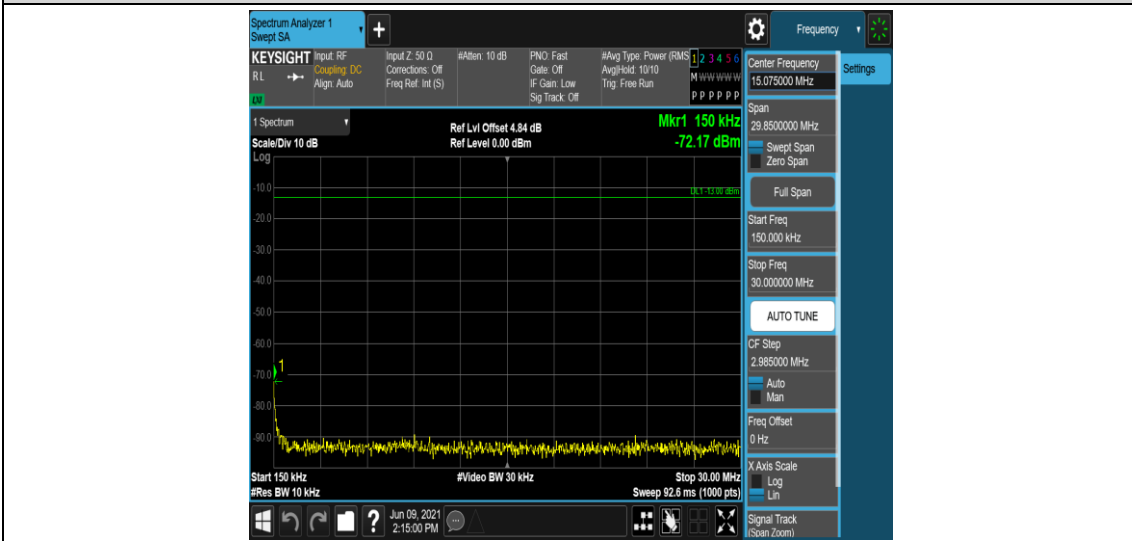 Spectrum Analyzer 1
Swept SA
+
Frequency
KEYSIGHT
RL
LXI
Input: RF
Coupling: DC
Align: Auto
Input Z: 50 Ω
Corrections: Off
Freq Ref: Int (S)
#Atten: 10 dB
PNO: Fast
Gate: Off
IF Gain: Low
Sig Track: Off
#Avg Type: Power (RMS
Avg|Hold: 10/10
Trig: Free Run
1 2 3 4 5 6
M W W W W W
P P P P P P
1 Spectrum
Scale/Div 10 dB
Log
Ref Lvl Offset 4.84 dB
Ref Level 0.00 dBm
Mkr1 150 kHz
-72.17 dBm
DL1 -13.00 dBm
-10.0
-20.0
-30.0
-40.0
-50.0
-60.0
-70.0
-80.0
-90.0
1
Start 150 kHz
#Res BW 10 kHz
#Video BW 30 kHz
Stop 30.00 MHz
Sweep 92.6 ms (1000 pts)
?
Jun 09, 2021
2:15:00 PM
Center Frequency
15.075000 MHz
Span
29.8500000 MHz
Swept Span
Zero Span
Full Span
Start Freq
150.000 kHz
Stop Freq
30.000000 MHz
AUTO TUNE
CF Step
2.985000 MHz
Auto
Man
Freq Offset
0 Hz
X Axis Scale
Log
Lin
Signal Track
(Span Zoom)
Settings